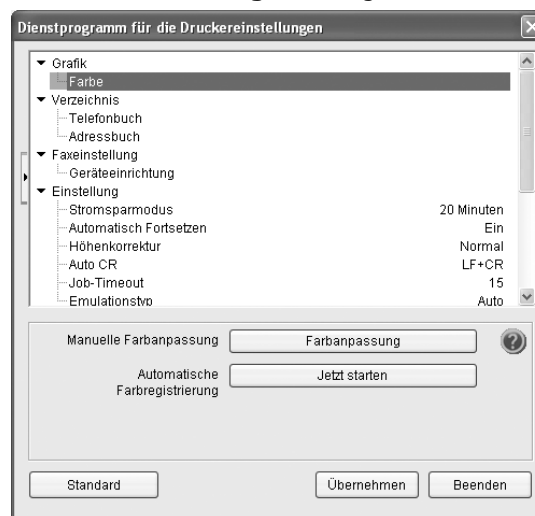 Dienstprogramm für die Druckereinstellungen
Grafik
Farbe
Verzeichnis
Telefonbuch
Adressbuch
Faxeinstellung
Geräteeinrichtung
Einstellung
Stromsparmodus 20 Minuten
Automatisch Fortsetzen Ein
Höhenkorrektur Normal
Auto CR LF+CR
Job-Timeout 15
Emulationstyp Auto
Manuelle Farbanpassung Farbanpassung
Automatische Farbregistrierung Jetzt starten
Standard Übernehmen Beenden